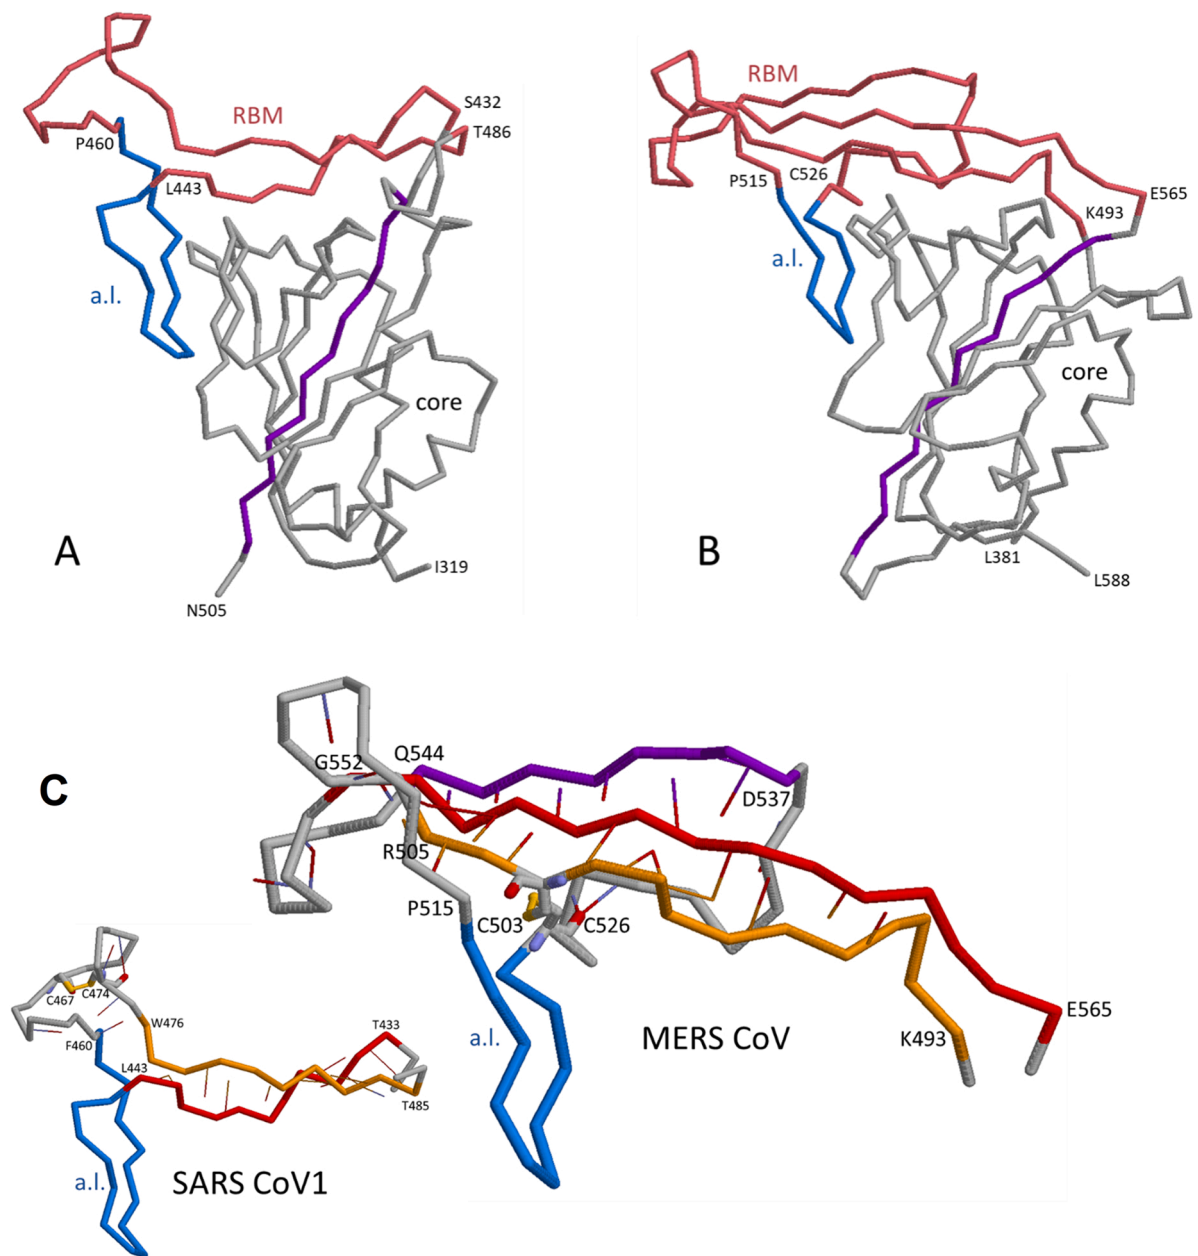 RBM
S432
T486
P460
L443
a.l.
core
A
I319
N505
RBM
P515
C526
E565
K493
a.l.
core
B
L381
L588
C
G552
Q544
D537
R505
P515
C503
C526
a.l.
MERS CoV
K493
E565
C467
C474
W476
F460
L443
T433
T485
a.l.
SARS CoV1